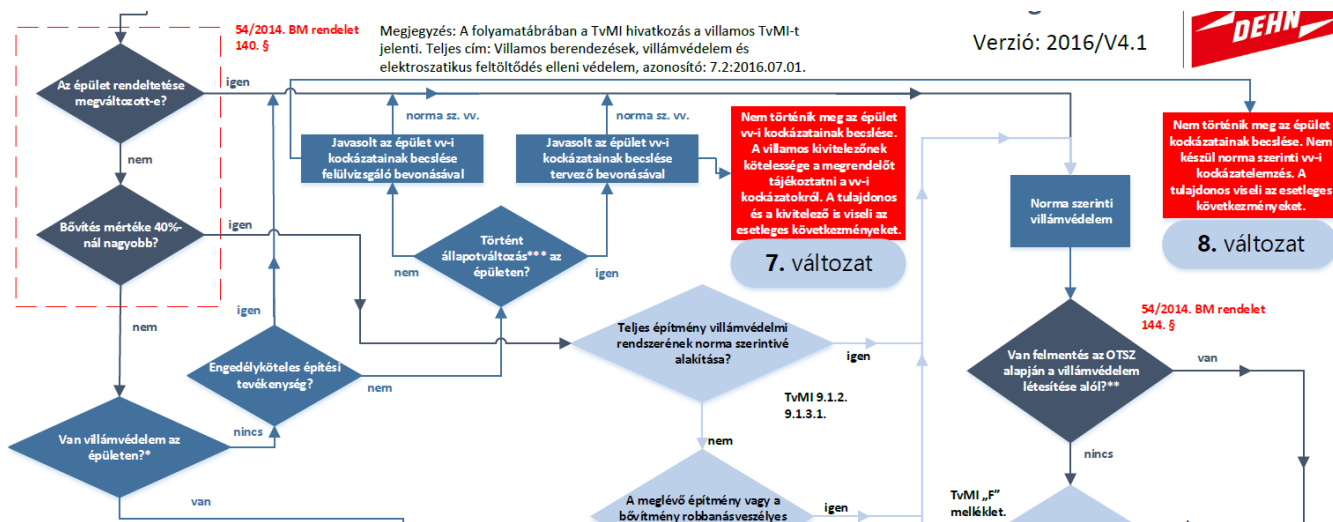 54/2014. BM rendelet
140. §
Megjegyzés: A folyamatábrában a TvMI hivatkozás a villamos TvMI-t
jelenti. Teljes cím: Villamos berendezések, villámvédelem és
elektroszatikus feltöltődés elleni védelem, azonosító: 7.2:2016.07.01.
Verzió: 2016/V4.1
DEHN
Az épület rendeltetése
megváltozott-e?
igen
nem
Bővítés mértéke 40%-
nál nagyobb?
igen
nem
norma sz. vv.
norma sz. vv.
Javasolt az épület vv-i
kockázatainak becslése
felülvizsgáló bevonásával
Javasolt az épület vv-i
kockázatainak becslése
tervező bevonásával
Nem történik meg az épület
vv-i kockázatainak becslése.
A villamos kivitelezőnek
kötelessége a megrendelőt
tájékoztatni a vv-i
kockázatokról. A tulajdonos
és a kivitelező is viseli az
esetleges következményeket.
7. változat
Nem történik meg az épület
kockázatainak becslése. Nem
készül norma szerinti vv-i
kockázatelemzés. A
tulajdonos viseli az esetleges
következményeket.
8. változat
Norma szerinti
villámvédelem
Történt
állapotváltozás*** az
épületen?
nem
igen
igen
Engedélyköteles építési
tevékenység?
nem
Teljes építmény villámvédelmi
rendszerének norma szerintivé
alakítása?
igen
TvMI 9.1.2.
9.1.3.1.
nem
54/2014. BM rendelet
144. §
Van felmentés az OTSZ
alapján a villámvédelem
létesítése alól?**
van
nincs
Van villámvédelem az
épületen?*
nincs
van
A meglévő építmény vagy a
bővítmény robbanásveszélyes
igen
TvMI „F”
melléklet.